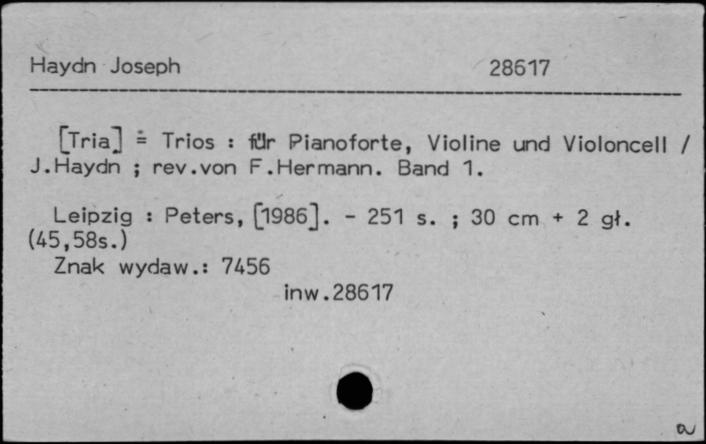 Haydn Joseph 28617
[Tria] = Trios : für Pianoforte, Violine und Violoncell /
J.Haydn ; rev.von F.Hermann. Band 1.
Leipzig : Peters, [1986]. - 251 s. ; 30 cm + 2 gł.
(45,58s.)
Znak wydaw.: 7456
inw.28617
a